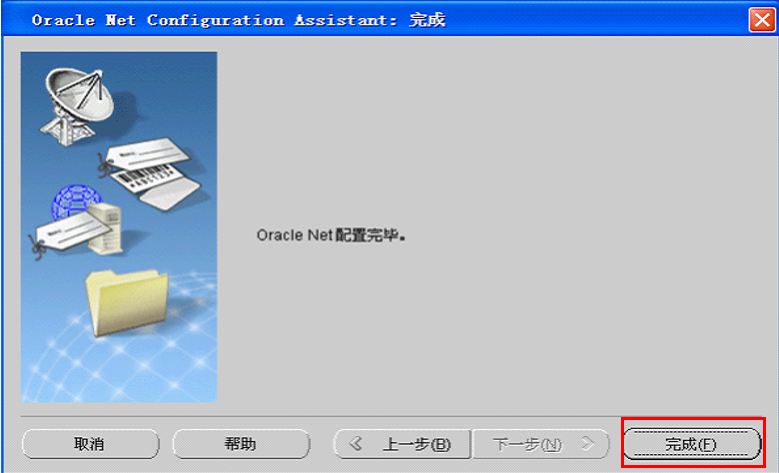 Oracle Net Configuration Assistant: 完成
Oracle Net 配置完毕。
取消
帮助
上一步(B)
下一步(N)
完成(F)